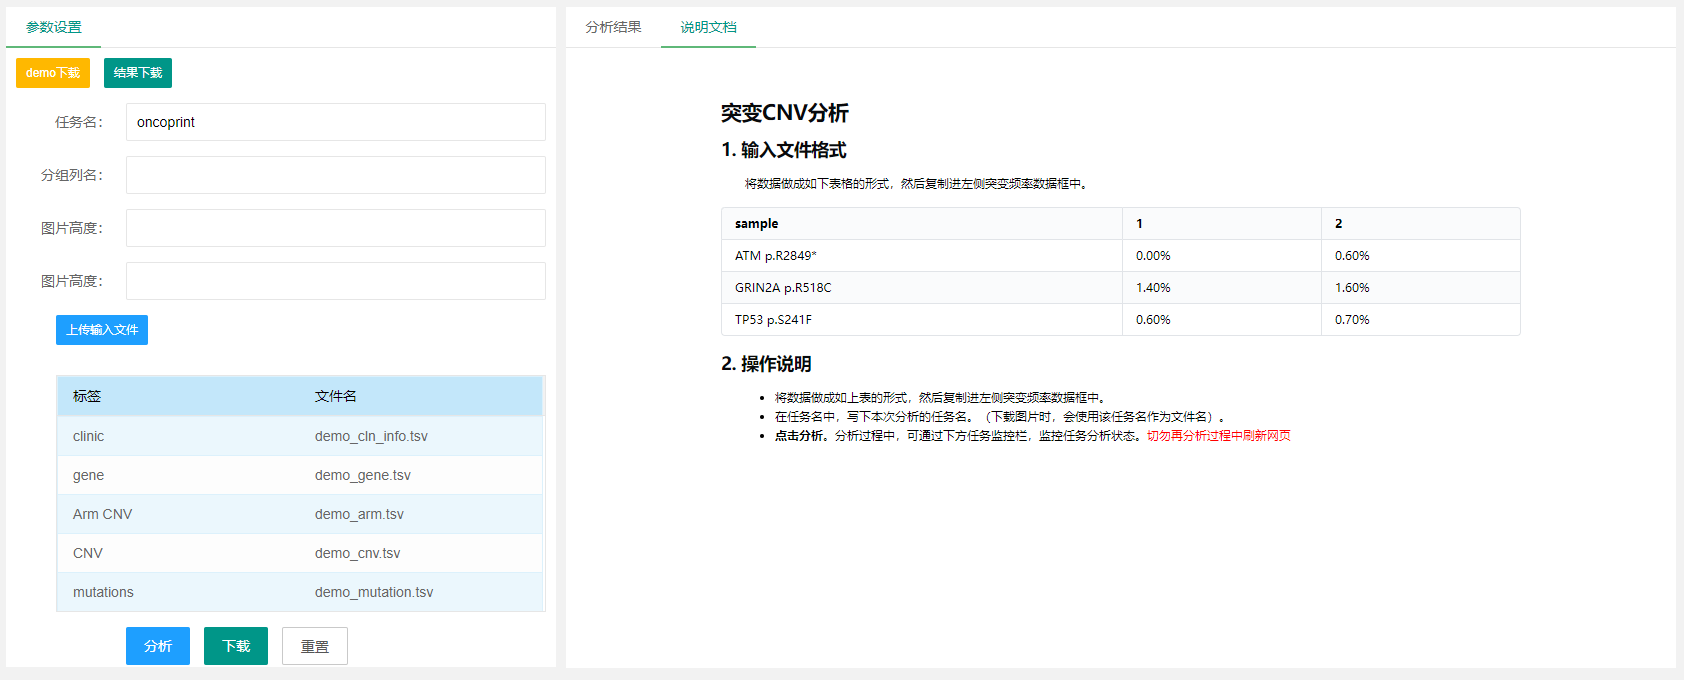 参数设置
demo下载 结果下载
任务名: oncoprint
分组列名:
图片高度:
图片高度:
上传输入文件
标签 文件名
clinic demo_cln_info.tsv
gene demo_gene.tsv
Arm CNV demo_arm.tsv
CNV demo_cnv.tsv
mutations demo_mutation.tsv
分析 下载 重置
分析结果 说明文档
突变CNV分析
1. 输入文件格式
将数据做成如下表格的形式，然后复制进左侧突变频率数据框中。
sample 1 2
ATM p.R2849* 0.00% 0.60%
GRIN2A p.R518C 1.40% 1.60%
TP53 p.S241F 0.60% 0.70%
2. 操作说明
• 将数据做成如上表的形式，然后复制进左侧突变频率数据框中。
• 在任务名中，写下本次分析的任务名。（下载图片时，会使用该任务名作为文件名）。
• 点击分析。分析过程中，可通过下方任务监控栏，监控任务分析状态。切勿再分析过程中刷新网页